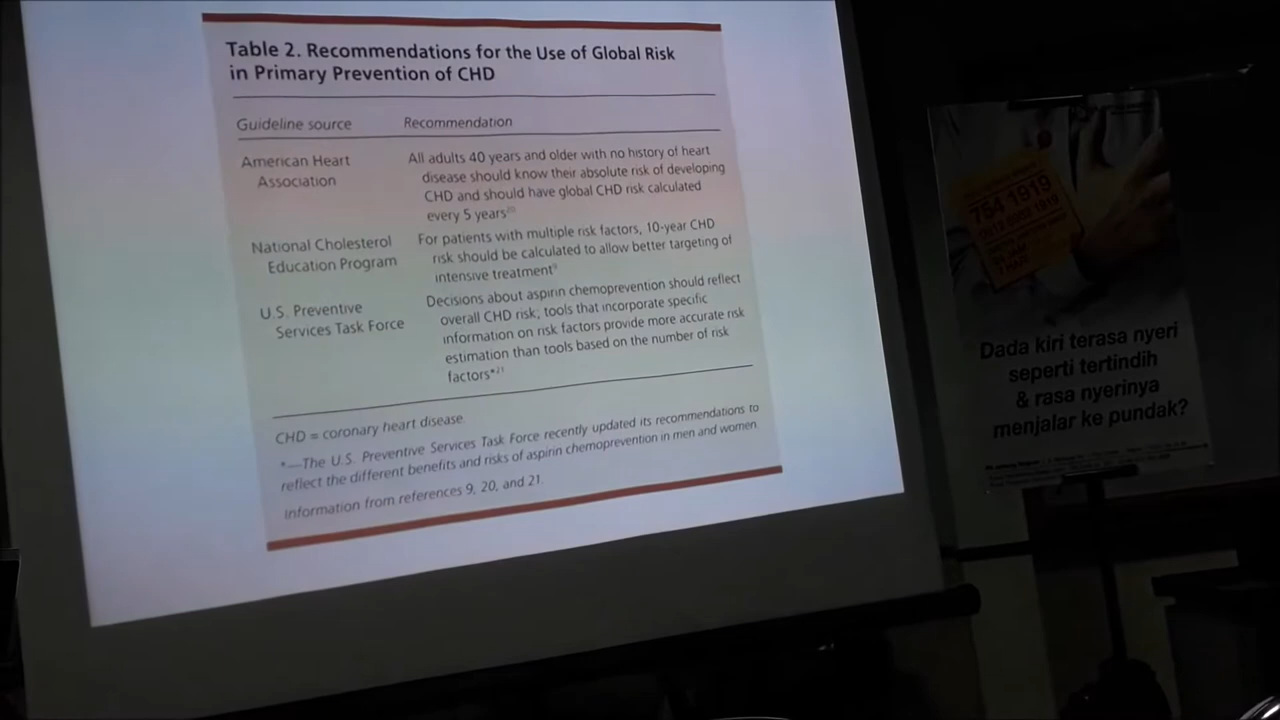 Table 2. Recommendations for the Use of Global Risk
in Primary Prevention of CHD
Guideline source
Recommendation
American Heart
Association
All adults 40 years and older with no history of heart
disease should know their absolute risk of developing
CHD and should have global CHD risk calculated
every 5 years20
National Cholesterol
Education Program
For patients with multiple risk factors, 10-year CHD
risk should be calculated to allow better targeting of
intensive treatment9
U.S. Preventive
Services Task Force
Decisions about aspirin chemoprevention should reflect
overall CHD risk; tools that incorporate specific
information on risk factors provide more accurate risk
estimation than tools based on the number of risk
factors*21
CHD = coronary heart disease.
*—The U.S. Preventive Services Task Force recently updated its recommendations to
reflect the different benefits and risks of aspirin chemoprevention in men and women.
Information from references 9, 20, and 21.
754 1919
Dada kiri terasa nyeri
seperti tertindih
& rasa nyerinya
menjalar ke pundak?